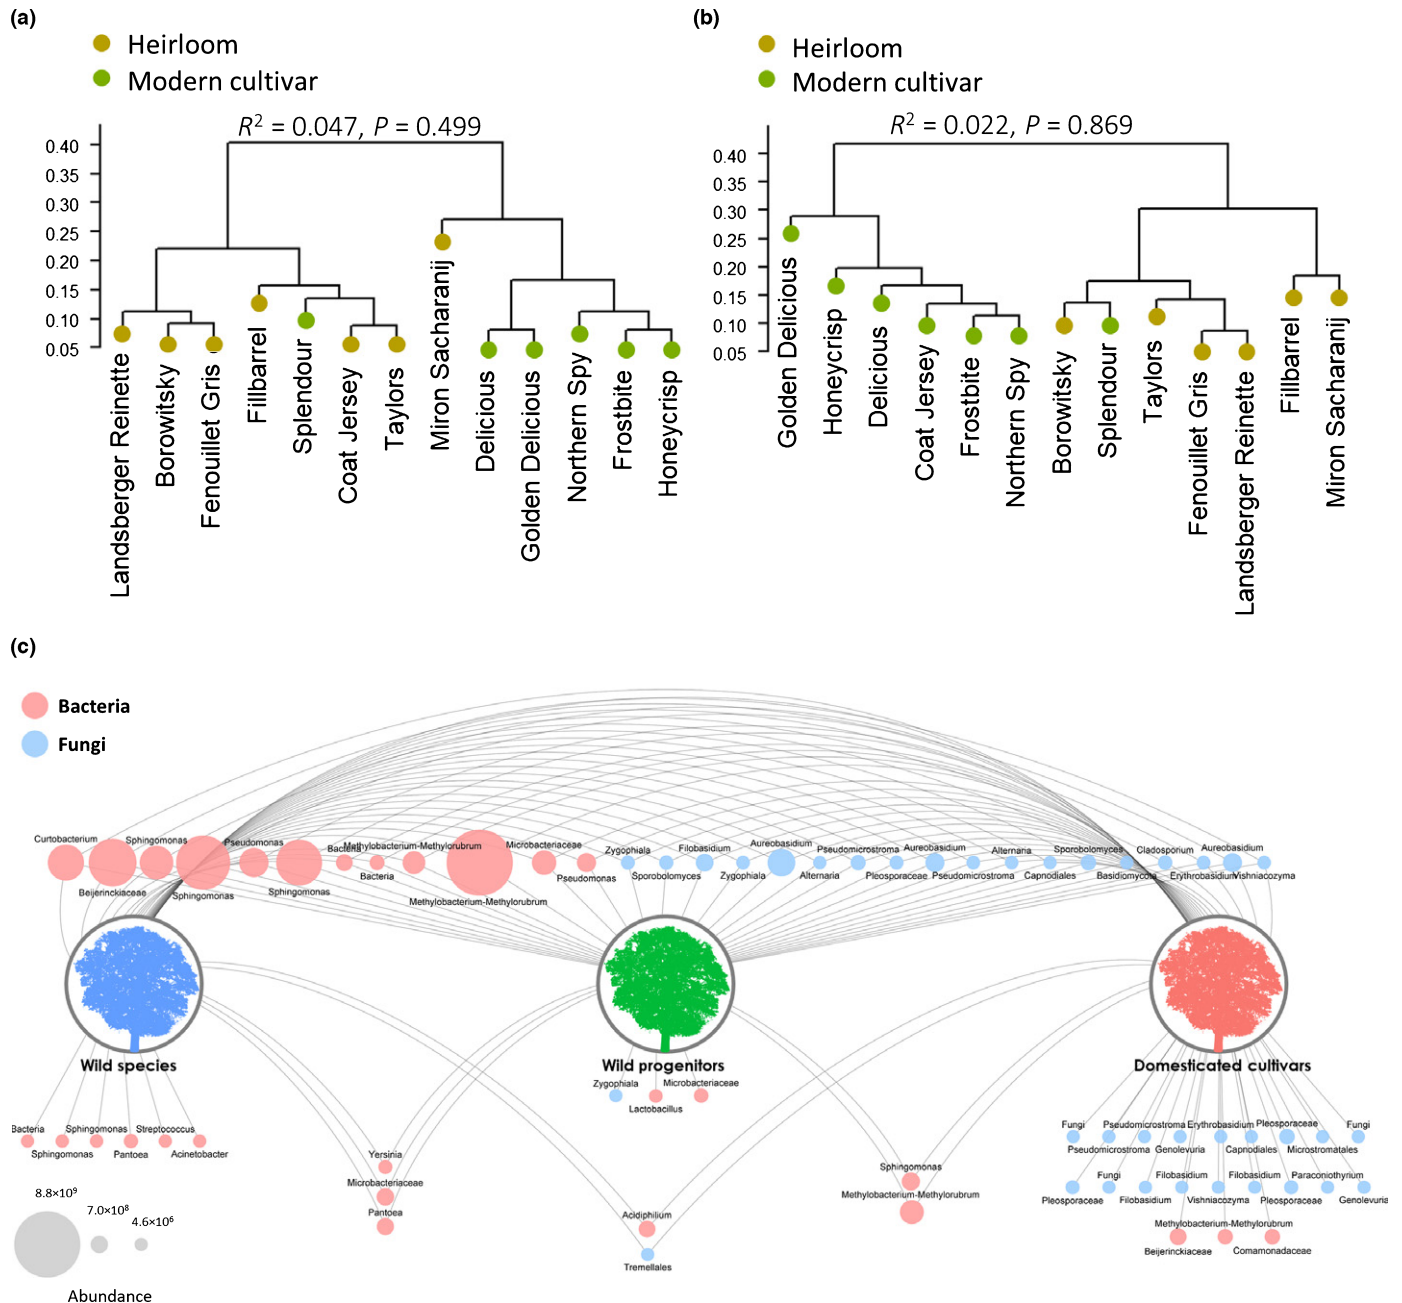 (a)
Heirloom
Modern cultivar
R² = 0.047, P = 0.499
0.40
0.35
0.30
0.25
0.20
0.15
0.10
0.05
Landsberger Reinette
Borowitsky
Fenouillet Gris
Fillbarrel
Splendour
Coat Jersey
Taylors
Miron Sacharanij
Delicious
Golden Delicious
Northern Spy
Frostbite
Honeycrisp
(b)
Heirloom
Modern cultivar
R² = 0.022, P = 0.869
0.40
0.35
0.30
0.25
0.20
0.15
0.10
0.05
Golden Delicious
Honeycrisp
Delicious
Coat Jersey
Frostbite
Northern Spy
Borowitsky
Splendour
Taylors
Fenouillet Gris
Landsberger Reinette
Fillbarrel
Miron Sacharanij
(c)
Bacteria
Fungi
Curtobacterium
Beijerinckiaceae
Sphingomonas
Sphingomonas
Pseudomonas
Sphingomonas
Bacteria
Bacteria
Methylobacterium-Methylorubrum
Methylobacterium-Methylorubrum
Microbacteriaceae
Pseudomonas
Zygophiala
Sporobolomyces
Filobasidium
Zygophiala
Aureobasidium
Alternaria
Pseudomicrostroma
Pleosporaceae
Aureobasidium
Pseudomicrostroma
Alternaria
Capnodiales
Sporobolomyces
Basidiomycota
Cladosporium
Erythrobasidium
Aureobasidium
Vishniacozyma
Wild species
Wild progenitors
Domesticated cultivars
Zygophiala
Lactobacillus
Microbacteriaceae
Bacteria
Sphingomonas
Sphingomonas
Pantoea
Streptococcus
Acinetobacter
Yersinia
Microbacteriaceae
Pantoea
Acidiphilium
Tremellales
Sphingomonas
Methylobacterium-Methylorubrum
Fungi
Pseudomicrostroma
Pseudomicrostroma
Genolevuria
Erythrobasidium
Capnodiales
Pleosporaceae
Microstromatales
Fungi
Pleosporaceae
Fungi
Filobasidium
Filobasidium
Vishniacozyma
Filobasidium
Pleosporaceae
Paraconiothyrium
Genolevuria
Methylobacterium-Methylorubrum
Beijerinckiaceae
Comamonadaceae
8.8×10⁹
7.0×10⁸
4.6×10⁶
Abundance